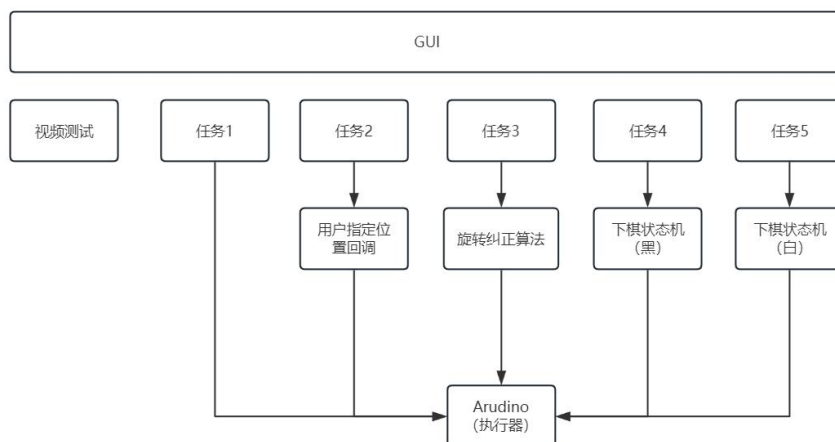 GUI
视频测试
任务1
任务2
任务3
任务4
任务5
用户指定位
置回调
旋转纠正算法
下棋状态机
（黑）
下棋状态机
（白）
Arudino
（执行器）